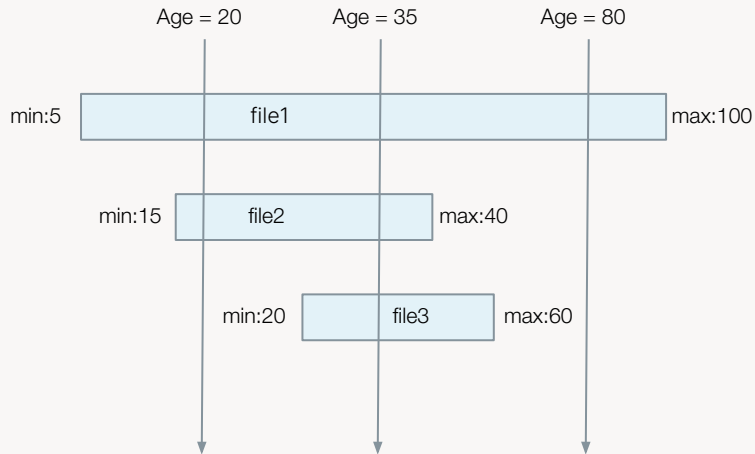 Age = 20 Age = 35 Age = 80
min:5 file1 max:100
min:15 file2 max:40
min:20 file3 max:60